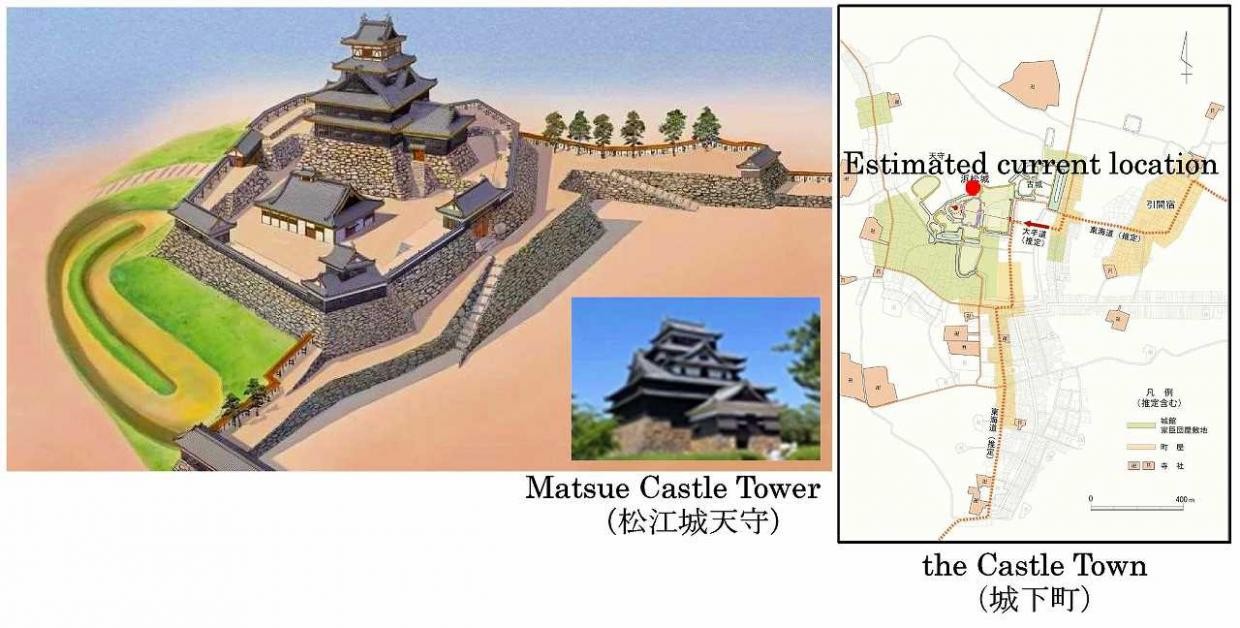 Matsue Castle Tower
（松江城天守）
Estimated current location
天守
浜松城
古城
引間宿
大手道
（推定）
東海道（推定）
東海道（推定）
凡 例
（推定含む）
城館
家臣団屋敷地
町 屋
寺 社
0 400m
the Castle Town
（城下町）